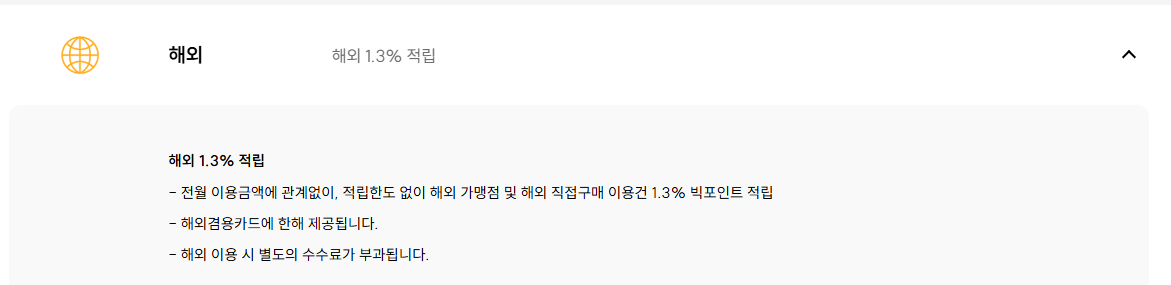 해외
해외 1.3% 적립
해외 1.3% 적립
- 전월 이용금액에 관계없이, 적립한도 없이 해외 가맹점 및 해외 직접구매 이용건 1.3% 빅포인트 적립
- 해외겸용카드에 한해 제공됩니다.
- 해외 이용 시 별도의 수수료가 부과됩니다.